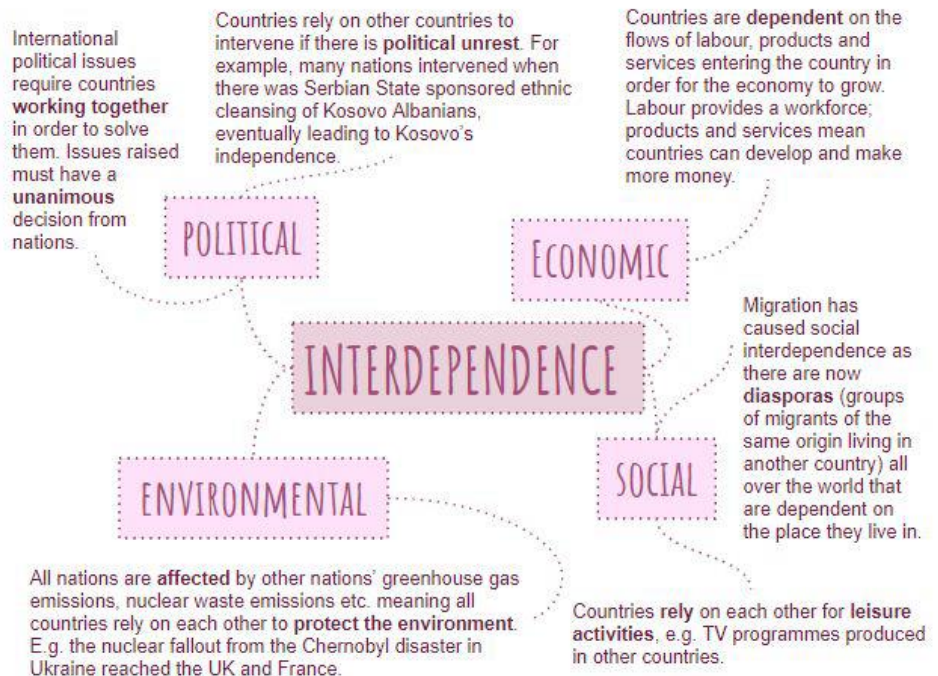 International
political issues
require countries
working together
in order to solve
them. Issues raised
must have a
unanimous
decision from
nations.
Countries rely on other countries to
intervene if there is political unrest. For
example, many nations intervened when
there was Serbian State sponsored ethnic
cleansing of Kosovo Albanians,
eventually leading to Kosovo's
independence.
Countries are dependent on the
flows of labour, products and
services entering the country in
order for the economy to grow.
Labour provides a workforce;
products and services mean
countries can develop and make
more money.
POLITICAL
ECONOMIC
INTERDEPENDENCE
Migration has
caused social
interdependence as
there are now
diasporas (groups
of migrants of the
same origin living in
another country) all
over the world that
are dependent on
the place they live in.
ENVIRONMENTAL
SOCIAL
All nations are affected by other nations' greenhouse gas
emissions, nuclear waste emissions etc. meaning all
countries rely on each other to protect the environment.
E.g. the nuclear fallout from the Chernobyl disaster in
Ukraine reached the UK and France.
Countries rely on each other for leisure
activities, e.g. TV programmes produced
in other countries.